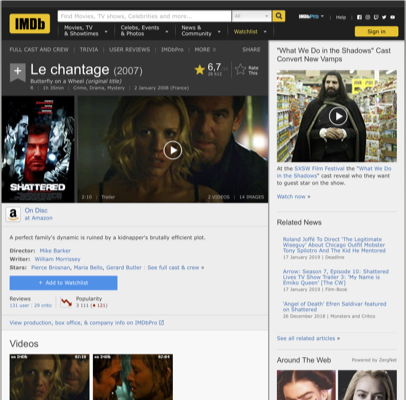 IMDb
Find Movies, TV shows, Celebrities and more...
All
IMDbPro
Help
Movies, TV
& Showtimes
Celebs, Events
& Photos
News &
Community
Watchlist
Sign in
FULL CAST AND CREW | TRIVIA | USER REVIEWS | IMDbPro | MORE
SHARE
+
Le chantage (2007)
Butterfly on a Wheel (original title)
R | 1h 35min | Crime, Drama, Mystery | 2 January 2008 (France)
6,7
Rate
This
SHATTERED
2:10 | Trailer
2 VIDEOS | 14 IMAGES
On Disc
at Amazon
A perfect family's dynamic is ruined by a kidnapper's brutally efficient plot.
Director: Mike Barker
Writer: William Morrissey
Stars: Pierce Brosnan, Maria Bello, Gerard Butler | See full cast & crew »
+ Add to Watchlist
Reviews
131 user | 29 critic
Popularity
3 111 (121)
View production, box office, & company info on IMDbPro
Videos
"What We Do in the Shadows" Cast
Convert New Vamps
At the SXSW Film Festival the "What We
Do in the Shadows" cast reveal who they
want to guest star on the show.
Watch now »
Related News
Roland Joffé To Direct 'The Legitimate
Wiseguy' About Chicago Outfit Mobster
Tony Spilotro And The Kid He Mentored
17 January 2019 | Deadline
Arrow: Season 7, Episode 10: Shattered
Lives TV Show Trailer 3: 'My Name is
Emiko Queen' [The CW]
17 January 2019 | Film-Book
'Angel of Death' Efren Saldivar featured
on Shattered
26 December 2018 | Monsters and Critics
See all related articles »
Around The Web
Powered by ZergNet